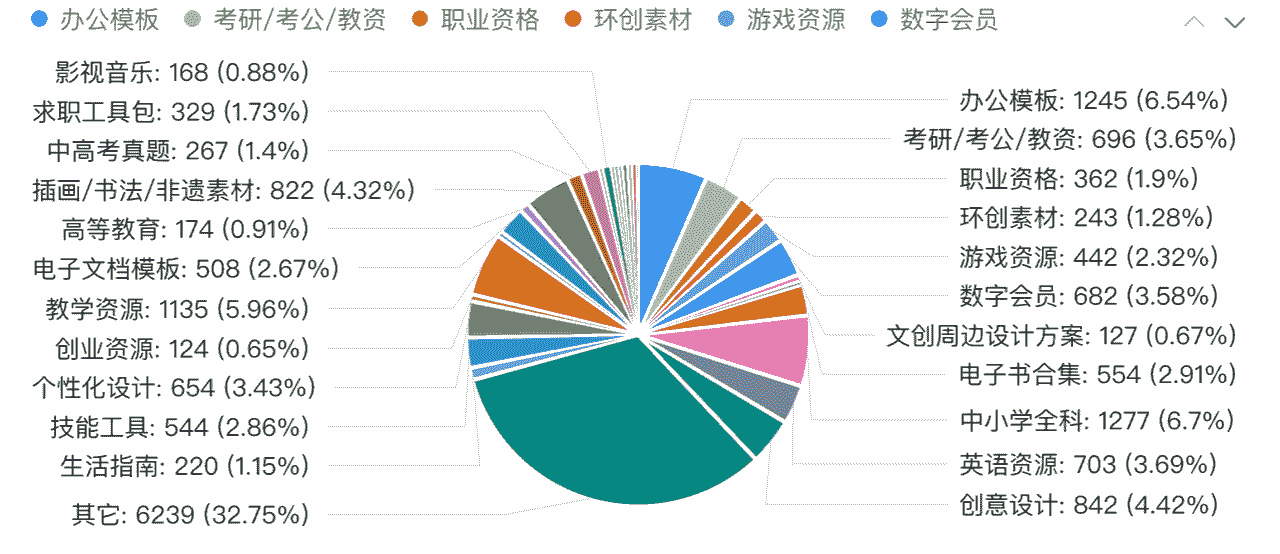 办公模板 考研/考公/教资 职业资格 环创素材 游戏资源 数字会员
影视音乐: 168 (0.88%)
求职工具包: 329 (1.73%)
中高考真题: 267 (1.4%)
插画/书法/非遗素材: 822 (4.32%)
高等教育: 174 (0.91%)
电子文档模板: 508 (2.67%)
教学资源: 1135 (5.96%)
创业资源: 124 (0.65%)
个性化设计: 654 (3.43%)
技能工具: 544 (2.86%)
生活指南: 220 (1.15%)
其它: 6239 (32.75%)
办公模板: 1245 (6.54%)
考研/考公/教资: 696 (3.65%)
职业资格: 362 (1.9%)
环创素材: 243 (1.28%)
游戏资源: 442 (2.32%)
数字会员: 682 (3.58%)
文创周边设计方案: 127 (0.67%)
电子书合集: 554 (2.91%)
中小学全科: 1277 (6.7%)
英语资源: 703 (3.69%)
创意设计: 842 (4.42%)